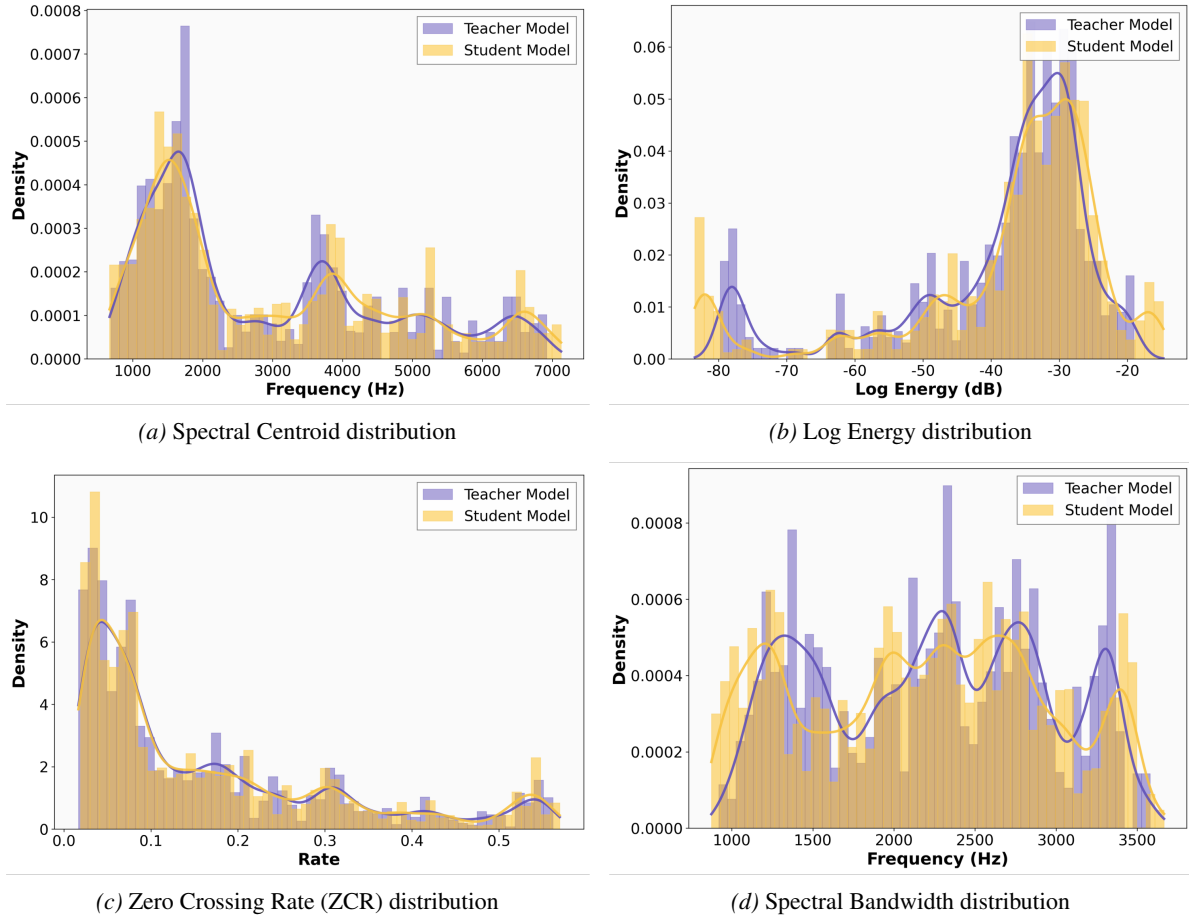 0.0008
0.0007
0.0006
0.0005
0.0004
0.0003
0.0002
0.0001
0.0000
Density
Teacher Model
Student Model
1000 2000 3000 4000 5000 6000 7000
Frequency (Hz)
(a) Spectral Centroid distribution
0.06
0.05
0.04
0.03
0.02
0.01
0.00
Density
Teacher Model
Student Model
-80 -70 -60 -50 -40 -30 -20
Log Energy (dB)
(b) Log Energy distribution
10
8
6
4
2
0
Density
Teacher Model
Student Model
0.0 0.1 0.2 0.3 0.4 0.5
Rate
(c) Zero Crossing Rate (ZCR) distribution
0.0008
0.0006
0.0004
0.0002
0.0000
Density
Teacher Model
Student Model
1000 1500 2000 2500 3000 3500
Frequency (Hz)
(d) Spectral Bandwidth distribution